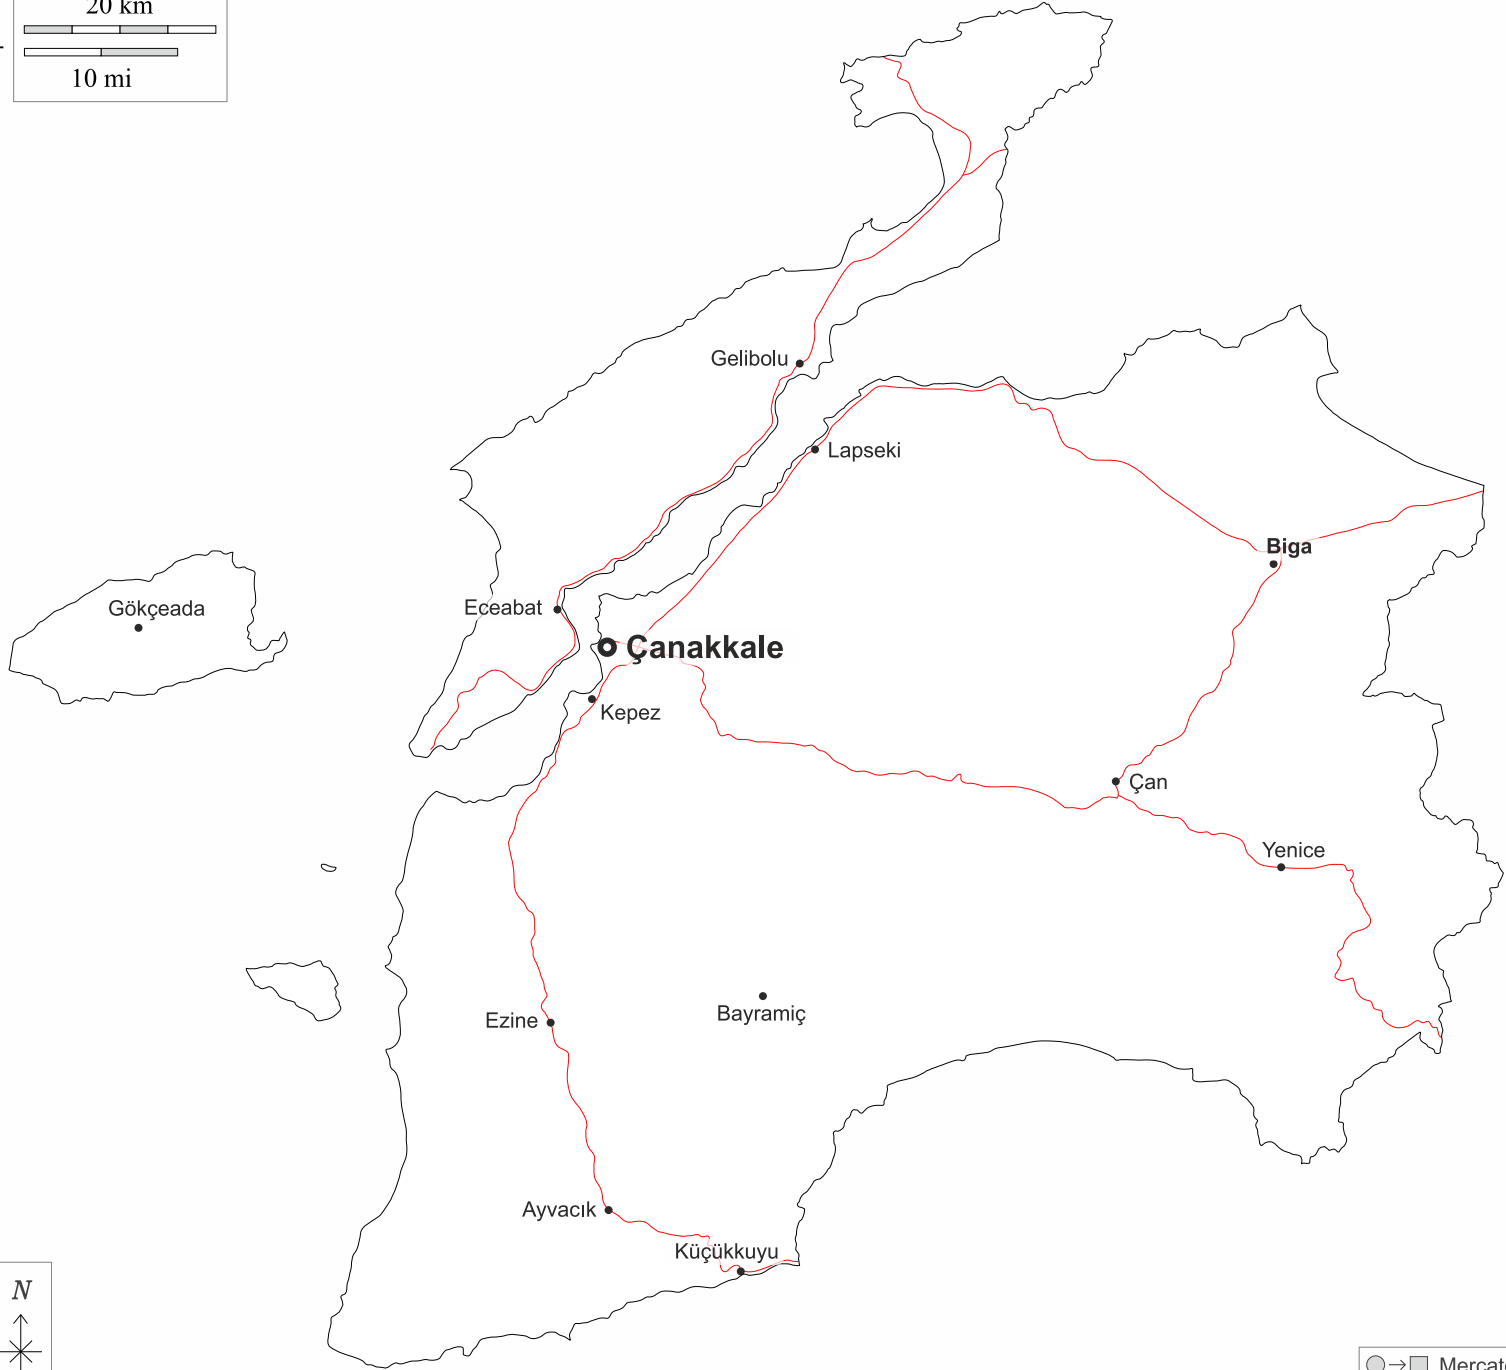 20 km
10 mi
Gelibolu
Lapseki
Biga
Eceabat
Gökçeada
Çanakkale
Kepez
Çan
Yenice
Bayramiç
Ezine
Ayvacık
Küçükkuyu
N